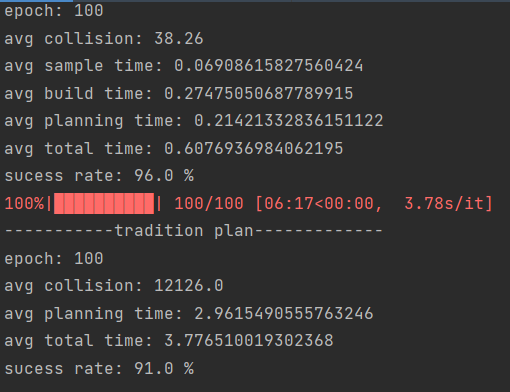 epoch: 100
avg collision: 38.26
avg sample time: 0.06908615827560424
avg build time: 0.27475050687789915
avg planning time: 0.21421332836151122
avg total time: 0.6076936984062195
sucess rate: 96.0 %
100%|██████████| 100/100 [06:17<00:00,  3.78s/it]
-----------tradition plan-------------
epoch: 100
avg collision: 12126.0
avg planning time: 2.9615490555763246
avg total time: 3.776510019302368
sucess rate: 91.0 %